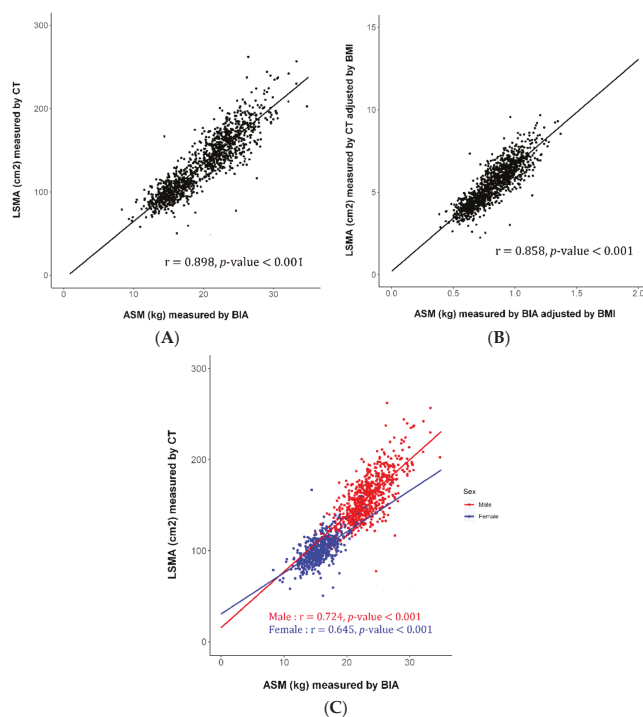 300
200
100
0
LSMA (cm2) measured by CT
r = 0.898, p-value < 0.001
0 10 20 30
ASM (kg) measured by BIA
(A)
15
10
5
0
LSMA (cm2) measured by CT adjusted by BMI
r = 0.858, p-value < 0.001
0.0 0.5 1.0 1.5 2.0
ASM (kg) measured by BIA adjusted by BMI
(B)
300
200
100
0
LSMA (cm2) measured by CT
Sex
Male
Female
Male : r = 0.724, p-value < 0.001
Female : r = 0.645, p-value < 0.001
0 10 20 30
ASM (kg) measured by BIA
(C)